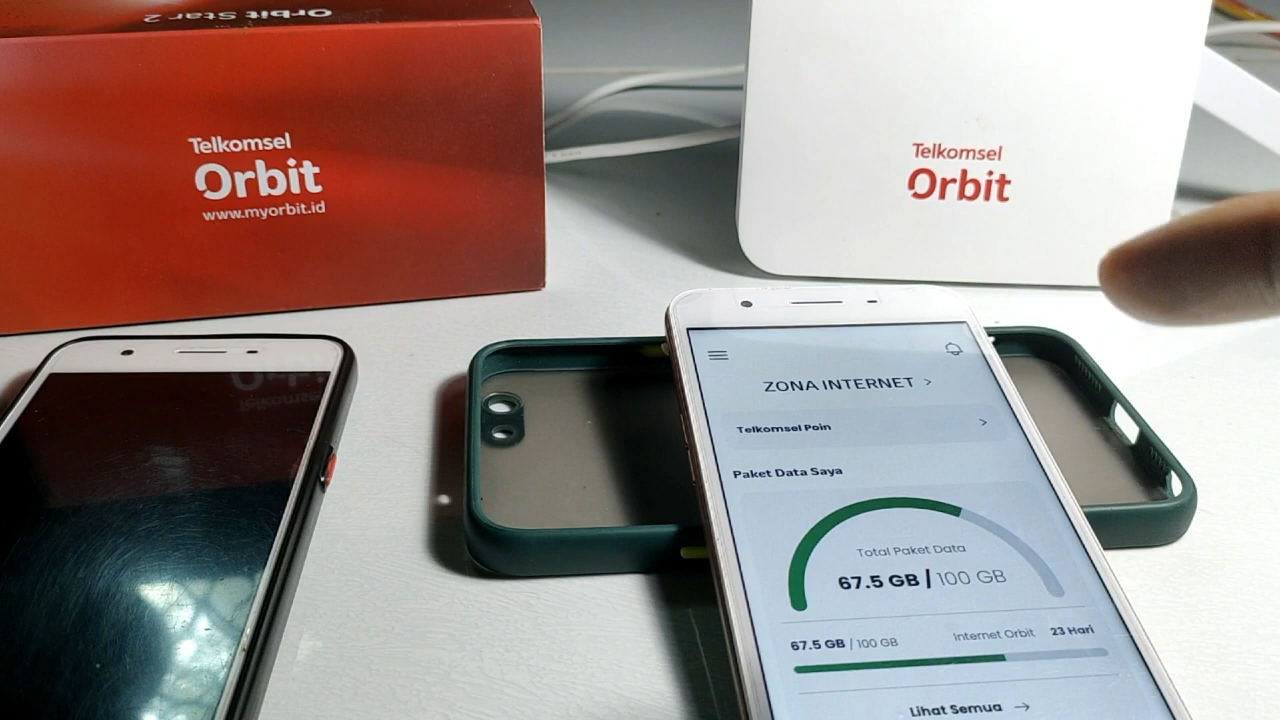 Orbit Star 2
Telkomsel
Orbit
www.myorbit.id
Telkomsel
Orbit
ZONA INTERNET >
Telkomsel Poin >
Paket Data Saya
Total Paket Data
67.5 GB / 100 GB
67.5 GB / 100 GB Internet Orbit 23 Hari
Lihat Semua →